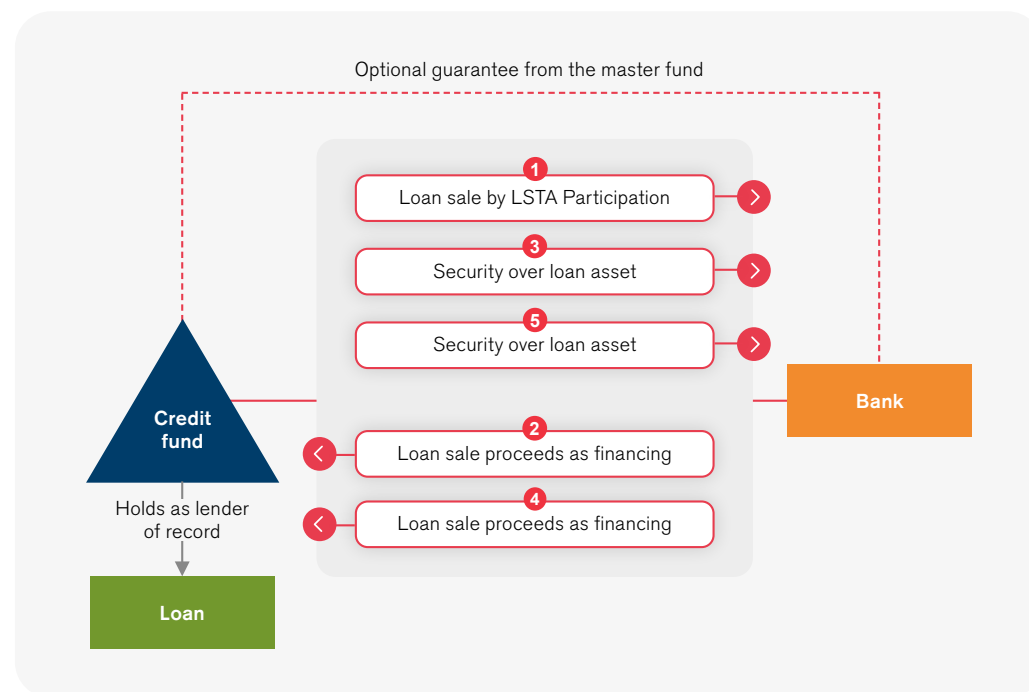 Optional guarantee from the master fund
1
Loan sale by LSTA Participation
3
Security over loan asset
5
Security over loan asset
Credit
fund
Bank
2
Loan sale proceeds as financing
4
Loan sale proceeds as financing
Holds as lender
of record
Loan